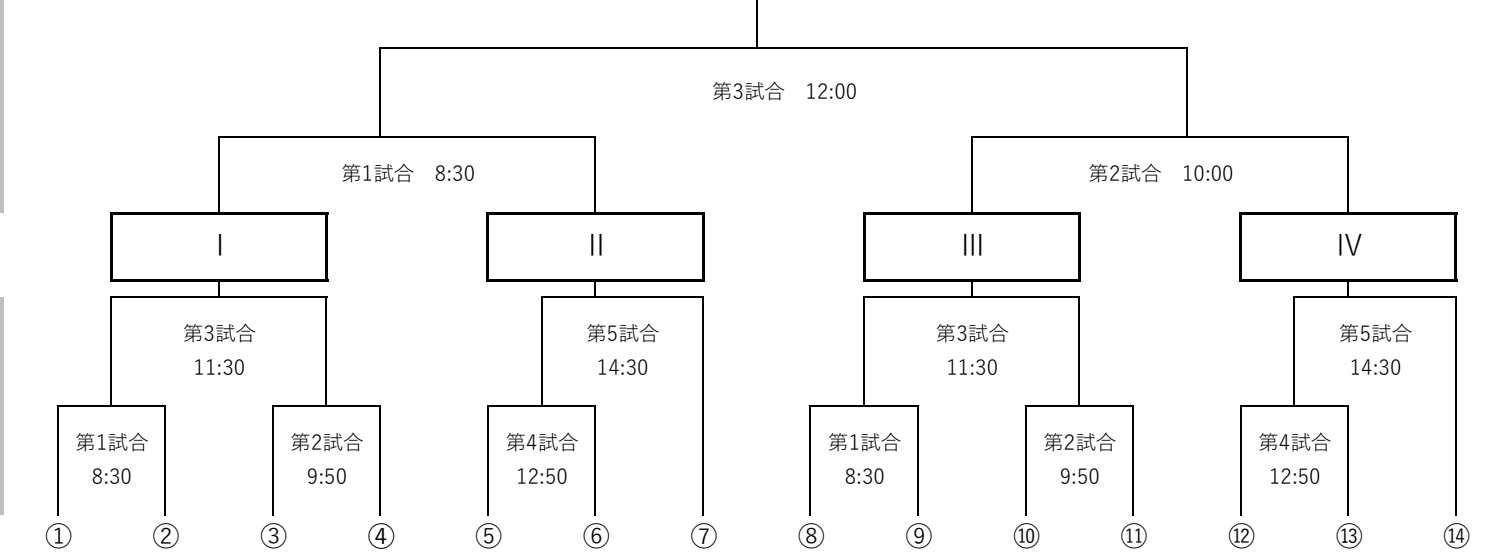 第3試合　12:00
第1試合　8:30
第2試合　10:00
I
II
III
IV
第3試合
11:30
第5試合
14:30
第3試合
11:30
第5試合
14:30
第1試合
8:30
第2試合
9:50
第4試合
12:50
第1試合
8:30
第2試合
9:50
第4試合
12:50
① ② ③ ④ ⑤ ⑥ ⑦ ⑧ ⑨ ⑩ ⑪ ⑫ ⑬ ⑭